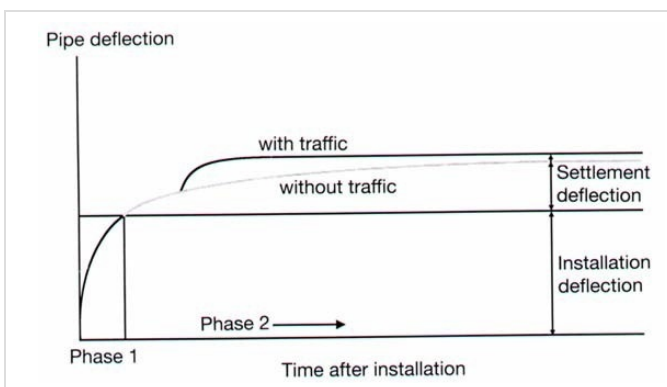 Pipe deflection
with traffic
without traffic
Settlement
deflection
Installation
deflection
Phase 2
Phase 1
Time after installation